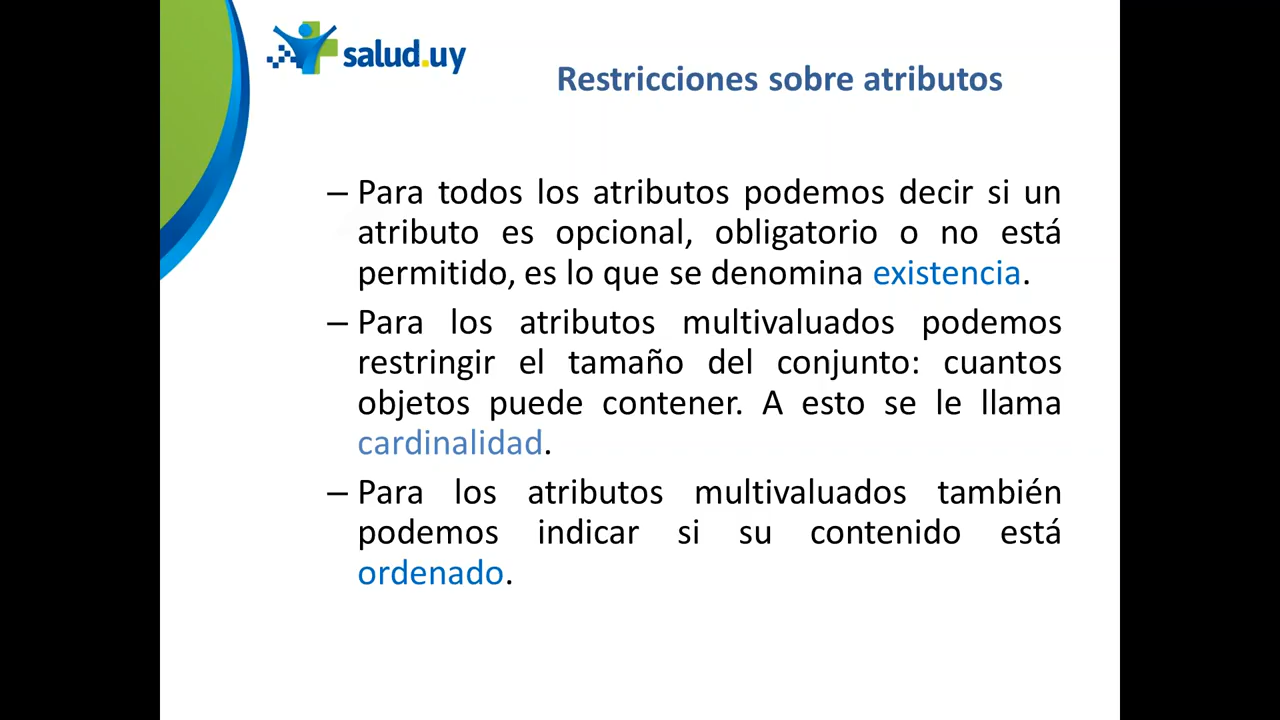 salud.uy
Restricciones sobre atributos
– Para todos los atributos podemos decir si un
atributo es opcional, obligatorio o no está
permitido, es lo que se denomina existencia.
– Para los atributos multivaluados podemos
restringir el tamaño del conjunto: cuantos
objetos puede contener. A esto se le llama
cardinalidad.
– Para los atributos multivaluados también
podemos indicar si su contenido está
ordenado.